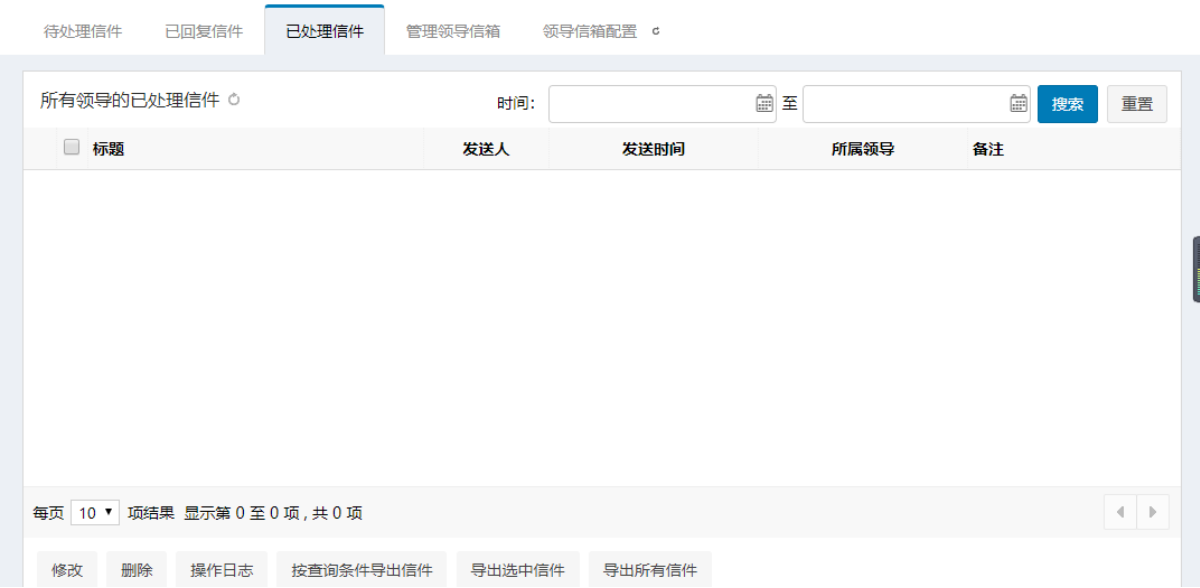 待处理信件 已回复信件 已处理信件 管理领导信箱 领导信箱配置
所有领导的已处理信件 时间: 至 搜索 重置
标题 发送人 发送时间 所属领导 备注
每页 10 项结果 显示第 0 至 0 项 , 共 0 项
修改 删除 操作日志 按查询条件导出信件 导出选中信件 导出所有信件